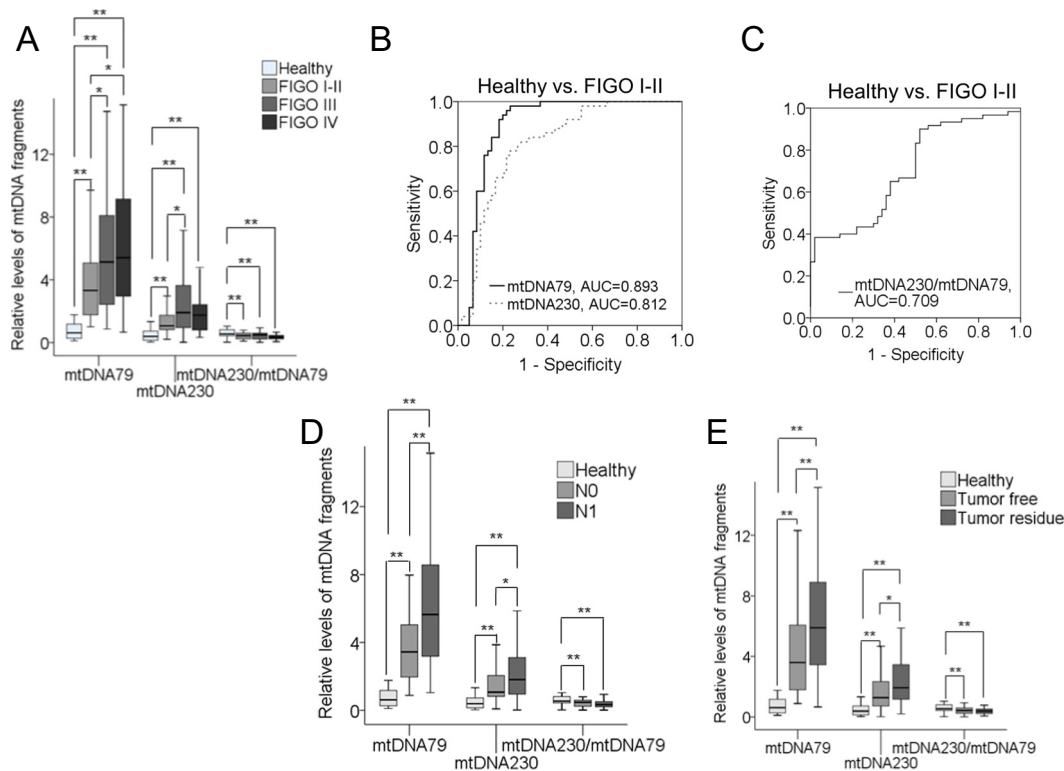 A
**
**
*
*
**
**
**
*
**
**
**
**
Healthy
FIGO I-II
FIGO III
FIGO IV
Relative levels of mtDNA fragments
12
8
4
0
mtDNA79
mtDNA230
mtDNA230/mtDNA79
B
Healthy vs. FIGO I-II
Sensitivity
1.0
0.8
0.6
0.4
0.2
0.0
mtDNA79, AUC=0.893
mtDNA230, AUC=0.812
0.0 0.2 0.4 0.6 0.8 1.0
1 - Specificity
C
Healthy vs. FIGO I-II
Sensitivity
1.0
0.8
0.6
0.4
0.2
0.0
mtDNA230/mtDNA79,
AUC=0.709
0.0 0.2 0.4 0.6 0.8 1.0
1 - Specificity
D
**
**
**
**
*
**
**
**
Healthy
N0
N1
Relative levels of mtDNA fragments
12
8
4
0
mtDNA79
mtDNA230
mtDNA230/mtDNA79
E
**
**
**
**
*
**
**
**
Healthy
Tumor free
Tumor residue
Relative levels of mtDNA fragments
12
8
4
0
mtDNA79
mtDNA230
mtDNA230/mtDNA79